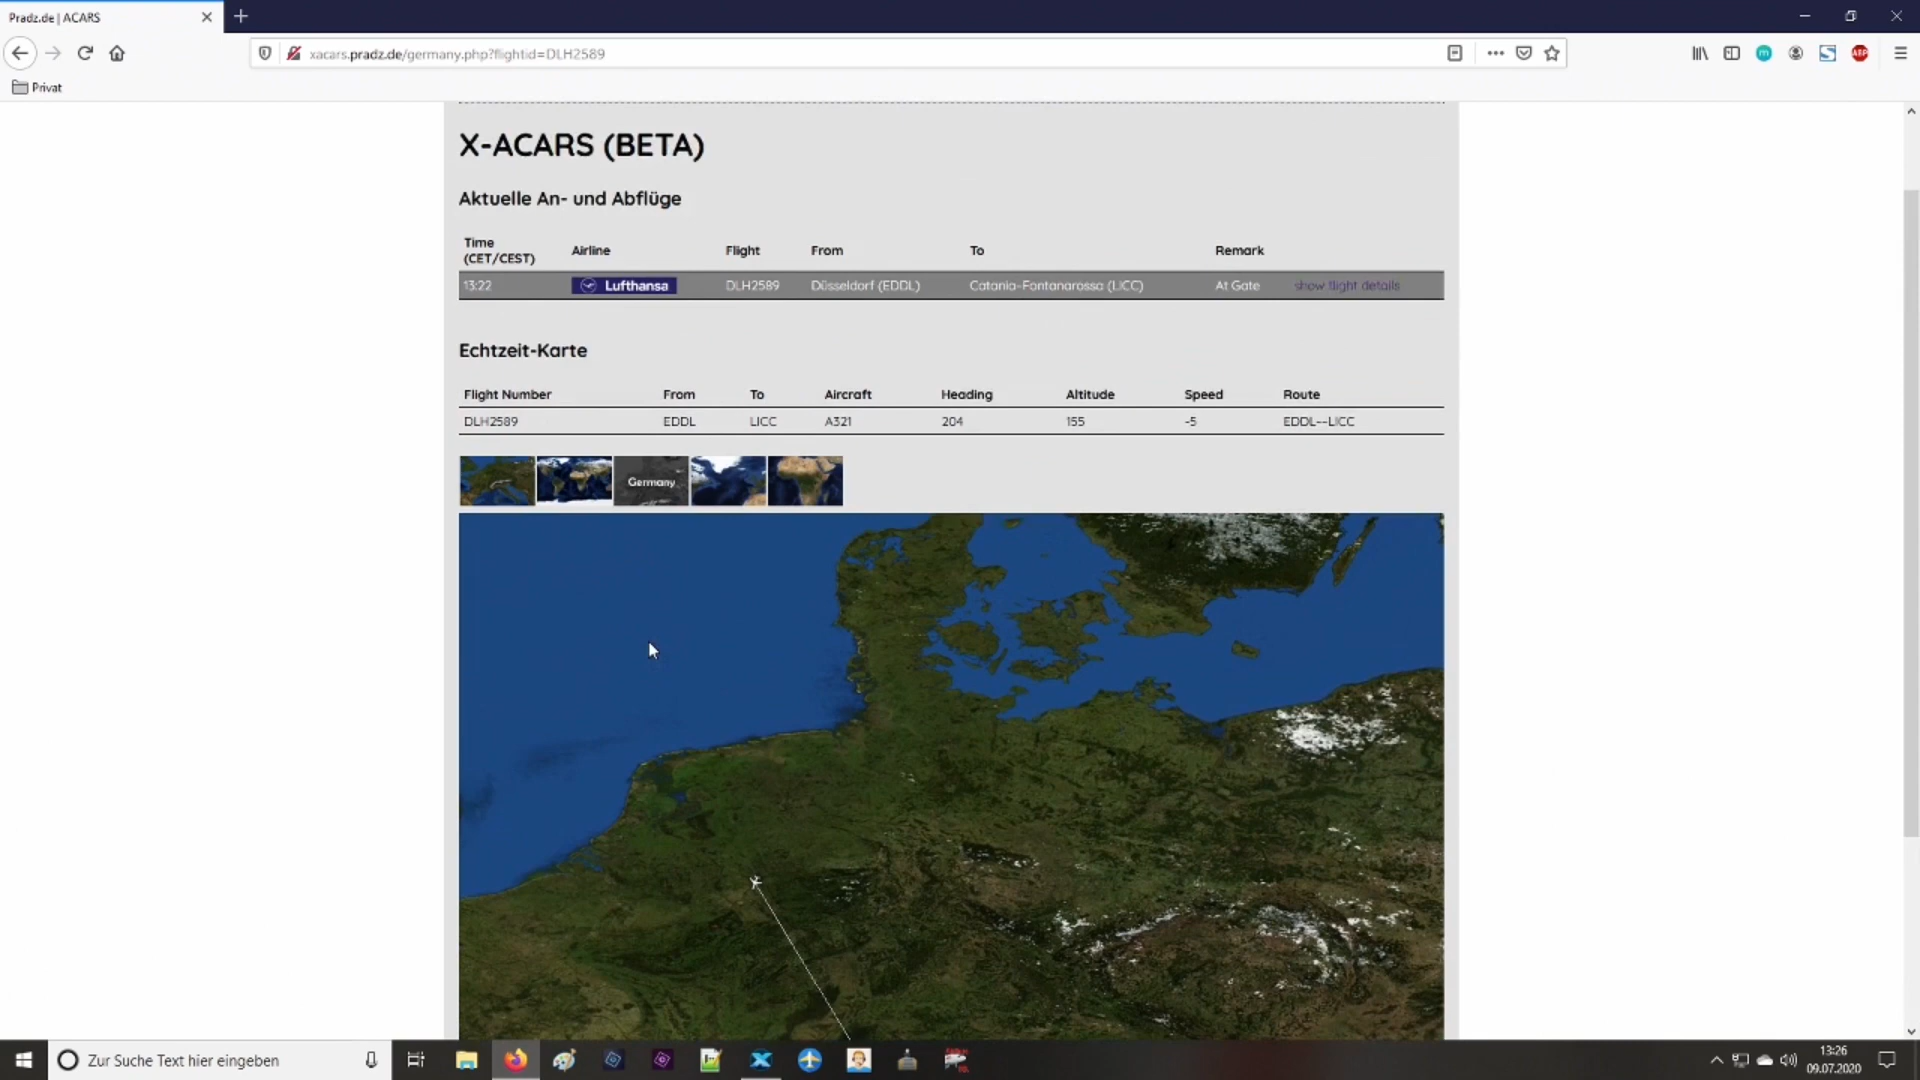 Pradz.de | ACARS
xacars.pradz.de/germany.php?flightid=DLH2589
ABP
Privat
X-ACARS (BETA)
Aktuelle An- und Abflüge
Time (CET/CEST) Airline Flight From To Remark
13:22 Lufthansa DLH2589 Düsseldorf (EDDL) Catania-Fontanarossa (LICC) At Gate show flight details
Echtzeit-Karte
Flight Number From To Aircraft Heading Altitude Speed Route
DLH2589 EDDL LICC A321 204 155 -5 EDDL--LICC
Germany
Zur Suche Text hier eingeben
13:26
09.07.2020